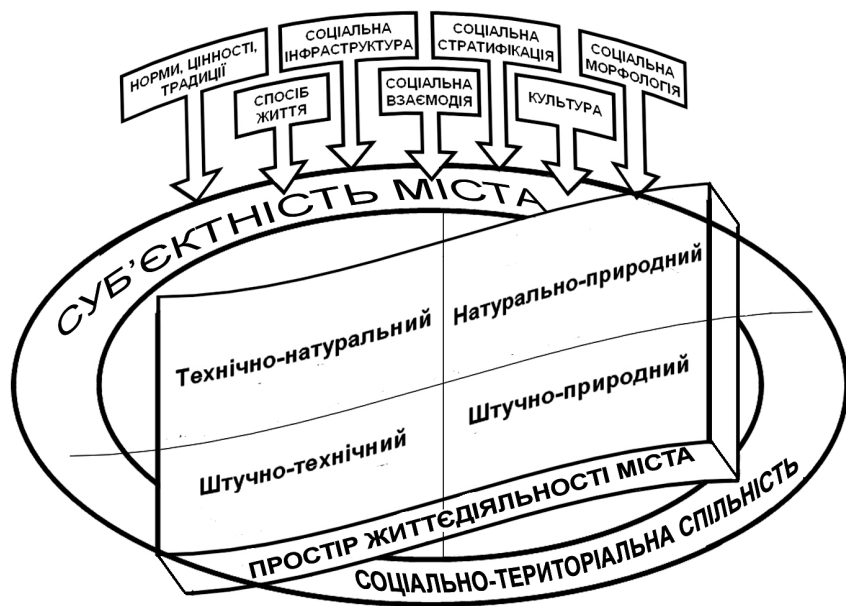 НОРМИ, ЦІННОСТІ,
ТРАДИЦІЇ
СОЦІАЛЬНА
ІНФРАСТРУКТУРА
СОЦІАЛЬНА
СТРАТИФІКАЦІЯ
СОЦІАЛЬНА
МОРФОЛОГІЯ
СПОСІБ
ЖИТТЯ
СОЦІАЛЬНА
ВЗАЄМОДІЯ
КУЛЬТУРА
СУБ’ЄКТНІСТЬ МІСТА
Технічно-натуральний
Натурально-природний
Штучно-технічний
Штучно-природний
ПРОСТІР ЖИТТЄДІЯЛЬНОСТІ МІСТА
СОЦІАЛЬНО-ТЕРИТОРІАЛЬНА СПІЛЬНІСТЬ